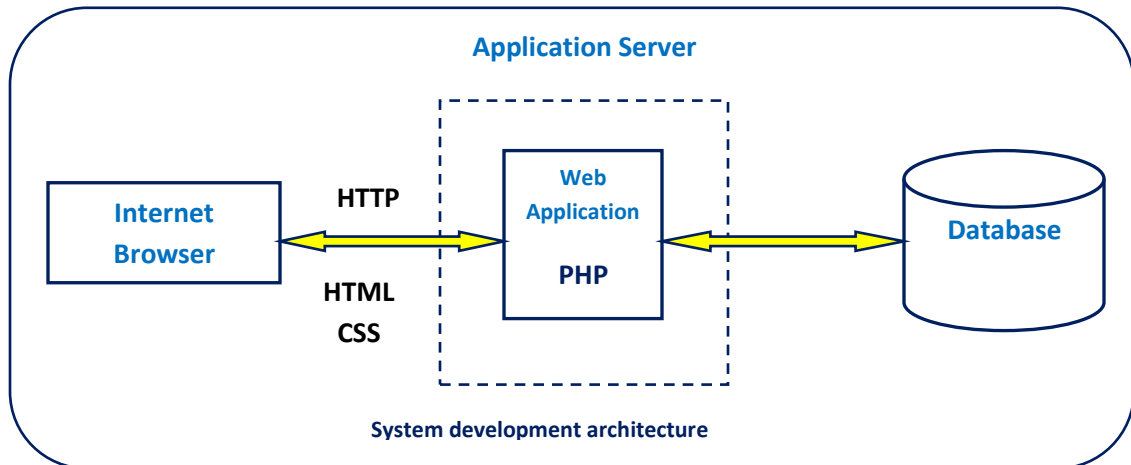 Application Server
Internet
Browser
HTTP
HTML
CSS
Web
Application
PHP
Database
System development architecture